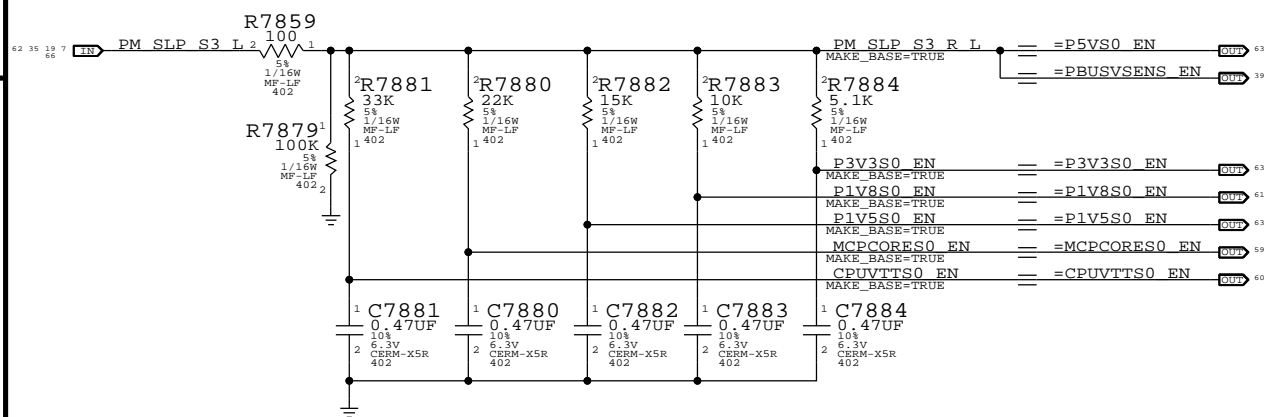 R7859
100
62 35 19 7
66
IN
PM_SLP_S3_L
2
1
5%
1/16W
MF-LF
402
R7879
1
100K
5%
1/16W
MF-LF
402
2
2
R7881
33K
5%
1/16W
MF-LF
402
1
2
R7880
22K
5%
1/16W
MF-LF
402
1
2
R7882
15K
5%
1/16W
MF-LF
402
1
2
R7883
10K
5%
1/16W
MF-LF
402
1
2
R7884
5.1K
5%
1/16W
MF-LF
402
1
PM_SLP_S3_R_L
MAKE_BASE=TRUE
=P5VS0_EN
OUT
63
=PBUSVSENS_EN
OUT
39
P3V3S0_EN
MAKE_BASE=TRUE
=P3V3S0_EN
OUT
63
P1V8S0_EN
MAKE_BASE=TRUE
=P1V8S0_EN
OUT
61
P1V5S0_EN
MAKE_BASE=TRUE
=P1V5S0_EN
OUT
63
MCPCORES0_EN
MAKE_BASE=TRUE
=MCPCORES0_EN
OUT
59
CPUVTTS0_EN
MAKE_BASE=TRUE
=CPUVTTS0_EN
OUT
60
1
C7881
0.47UF
10%
6.3V
CERM-X5R
402
2
1
C7880
0.47UF
10%
6.3V
CERM-X5R
402
2
1
C7882
0.47UF
10%
6.3V
CERM-X5R
402
2
1
C7883
0.47UF
10%
6.3V
CERM-X5R
402
2
1
C7884
0.47UF
10%
6.3V
CERM-X5R
402
2